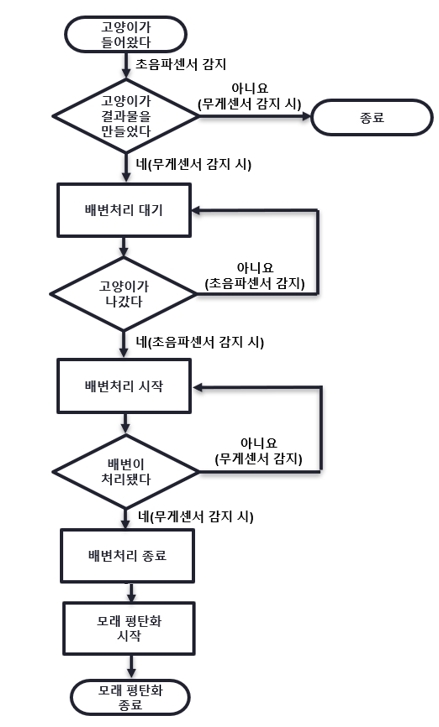 고양이가
들어왔다
초음파센서 감지
고양이가
결과물을
만들었다
아니요
(무게센서 감지 시)
종료
네(무게센서 감지 시)
배변처리 대기
고양이가
나갔다
아니요
(초음파센서 감지)
네(초음파센서 감지 시)
배변처리 시작
배변이
처리됐다
아니요
(무게센서 감지)
네(무게센서 감지 시)
배변처리 종료
모래 평탄화
시작
모래 평탄화
종료